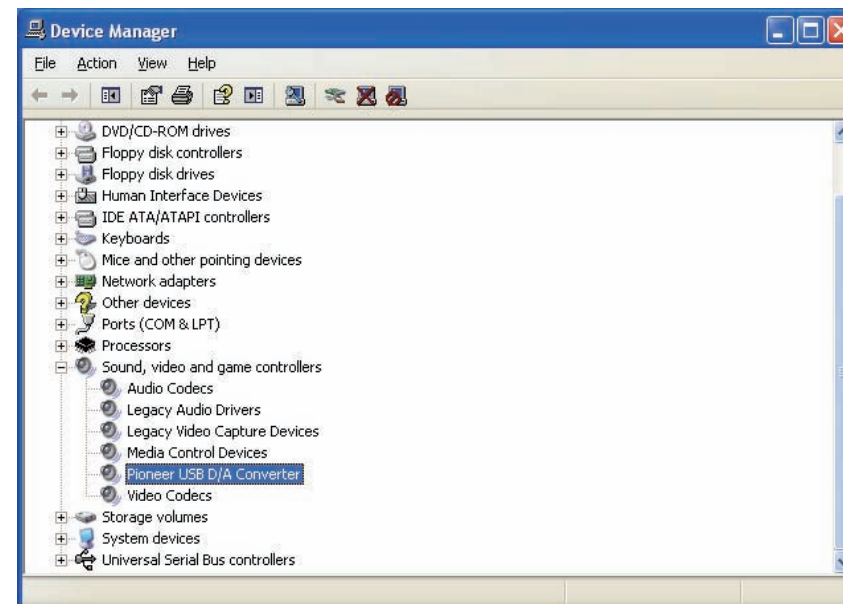 Device Manager
File Action View Help
DVD/CD-ROM drives
Floppy disk controllers
Floppy disk drives
Human Interface Devices
IDE ATA/ATAPI controllers
Keyboards
Mice and other pointing devices
Network adapters
Other devices
Ports (COM & LPT)
Processors
Sound, video and game controllers
Audio Codecs
Legacy Audio Drivers
Legacy Video Capture Devices
Media Control Devices
Pioneer USB D/A Converter
Video Codecs
Storage volumes
System devices
Universal Serial Bus controllers